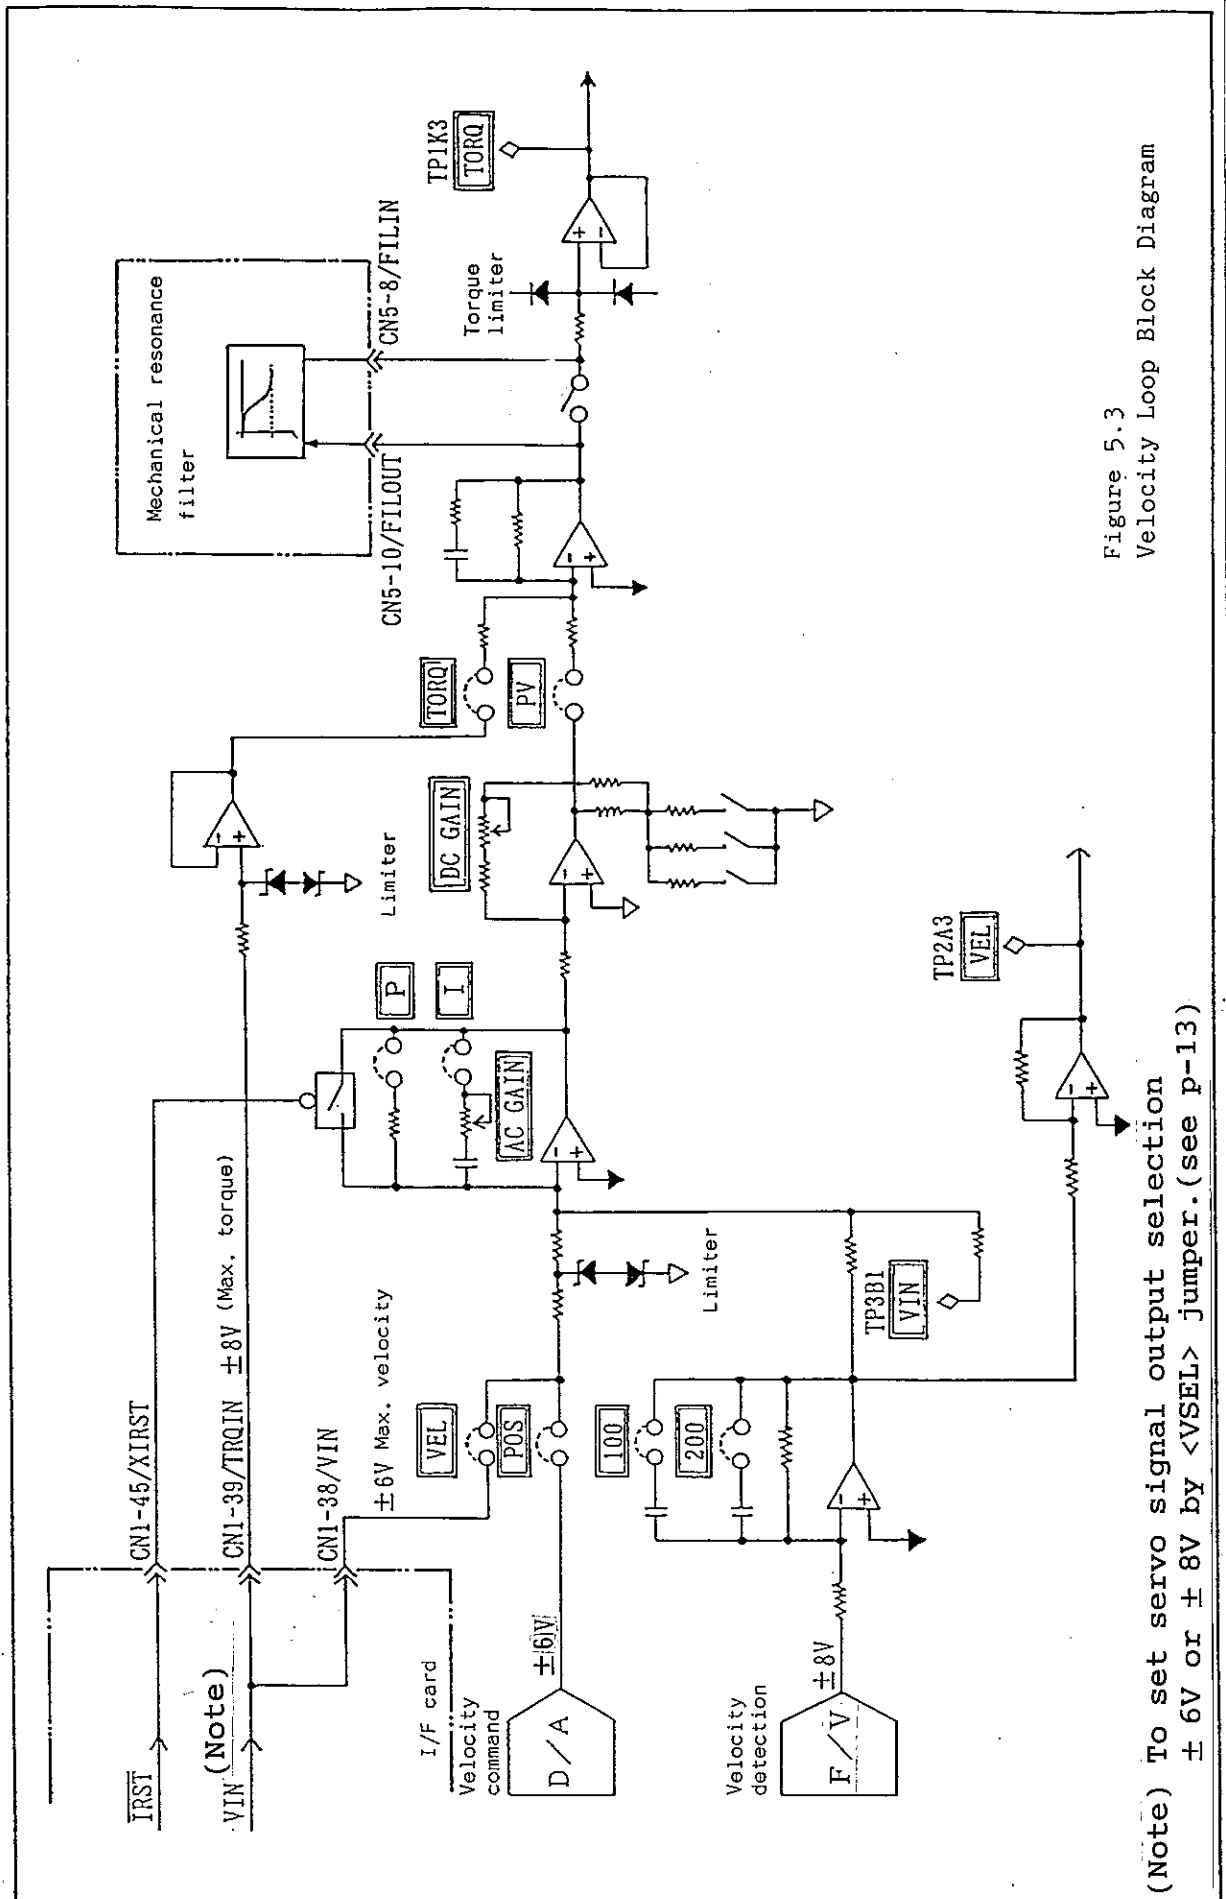 Mechanical resonance
filter
CN5-10/FILOUT
CN5-8/FILIN
Torque
limiter
TP1K3
TORQ
CN1-45/XIRST
CN1-39/TRQIN ±8V (Max. torque)
CN1-38/VIN
±6V Max. velocity
IRST
VIN
(Note)
I/F card
Velocity
command
D/A
±6V
VEL
POS
Limiter
P
I
AC GAIN
Limiter
DC GAIN
TORQ
PV
Velocity
detection
F/V
±8V
100
200
TP3B1
VIN
TP2A3
VEL
Figure 5.3
Velocity Loop Block Diagram
(Note) To set servo signal output selection
± 6V or ± 8V by <VSEL> jumper.(see p-13)